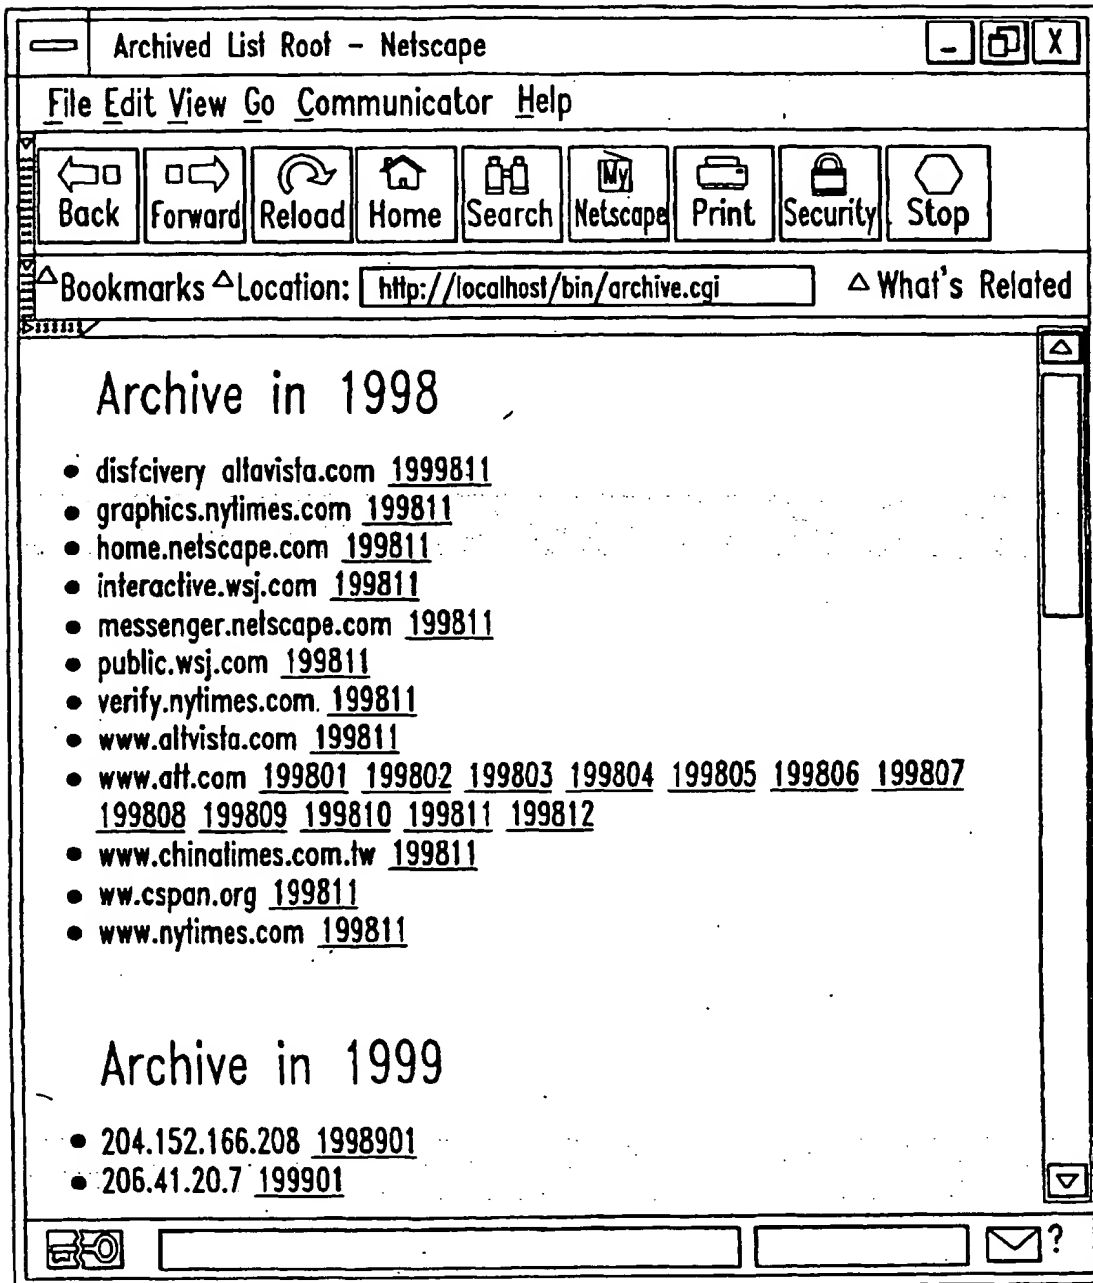 Archived List Root - Netscape
- X
File Edit View Go Communicator Help
My
Back Forward Reload Home Search Netscape Print Security Stop
Bookmarks Location: http://localhost/bin/archive.cgi What's Related
Archive in 1998
• disfcivery altavista.com 1999811
• graphics.nytimes.com 199811
• home.netscape.com 199811
• interactive.wsj.com 199811
• messenger.netscape.com 199811
• public.wsj.com 199811
• verify.nytimes.com. 199811
• www.altvista.com 199811
• www.att.com 199801 199802 199803 199804 199805 199806 199807
199808 199809 199810 199811 199812
• www.chinatimes.com.tw 199811
• ww.cspan.org 199811
• www.nytimes.com 199811
Archive in 1999
• 204.152.166.208 1998901
• 206.41.20.7 199901
?